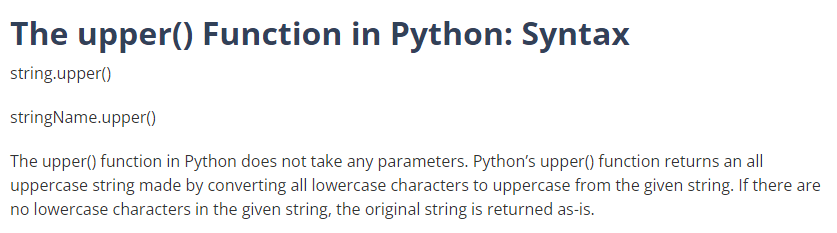 The upper() Function in Python: Syntax
string.upper()
stringName.upper()
The upper() function in Python does not take any parameters. Python’s upper() function returns an all
uppercase string made by converting all lowercase characters to uppercase from the given string. If there are
no lowercase characters in the given string, the original string is returned as-is.